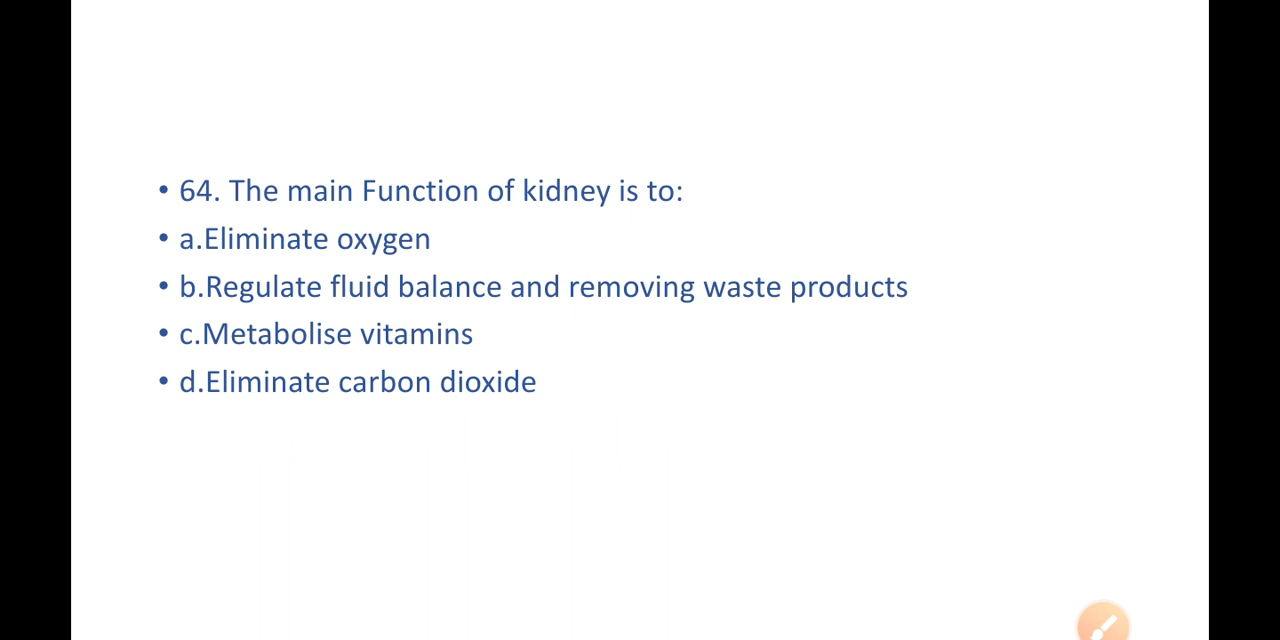 • 64. The main Function of kidney is to:
• a.Eliminate oxygen
• b.Regulate fluid balance and removing waste products
• c.Metabolise vitamins
• d.Eliminate carbon dioxide